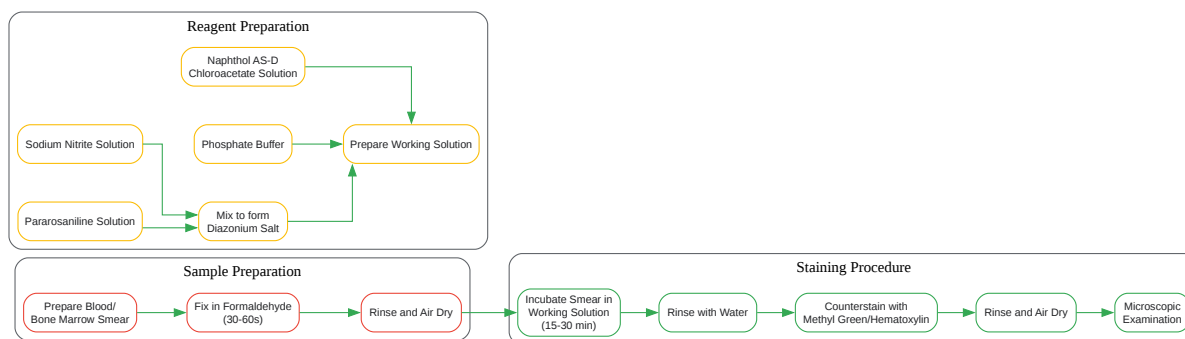 Reagent Preparation
Naphthol AS-D
Chloroacetate Solution
Sodium Nitrite Solution
Phosphate Buffer
Prepare Working Solution
Pararosaniline Solution
Mix to form
Diazonium Salt
Sample Preparation
Prepare Blood/
Bone Marrow Smear
Fix in Formaldehyde
(30-60s)
Rinse and Air Dry
Staining Procedure
Incubate Smear in
Working Solution
(15-30 min)
Rinse with Water
Counterstain with
Methyl Green/Hematoxylin
Rinse and Air Dry
Microscopic
Examination